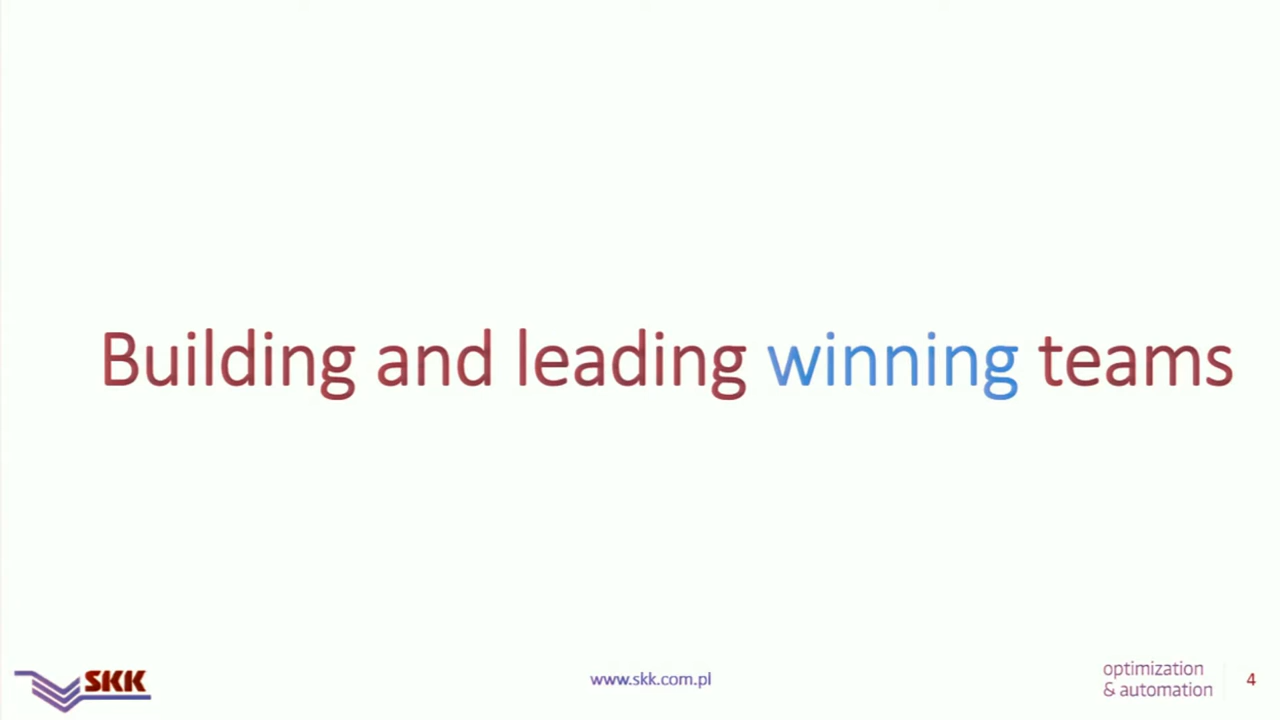 Building and leading winning teams
SKK
www.skk.com.pl
optimization
& automation
4